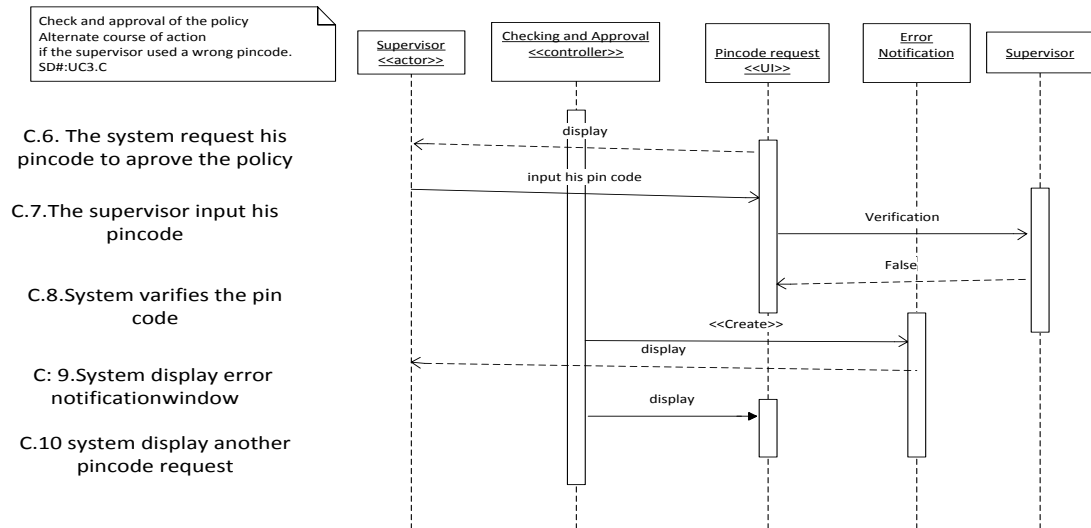 Check and approval of the policy
Alternate course of action
if the supervisor used a wrong pincode.
SD#:UC3.C
Supervisor
<<actor>>
Checking and Approval
<<controller>>
Pincode request
<<UI>>
Error
Notification
Supervisor
C.6. The system request his
pincode to aprove the policy
display
input his pin code
C.7.The supervisor input his
pincode
Verification
False
C.8.System varifies the pin
code
<<Create>>
display
C: 9.System display error
notificationwindow
display
C.10 system display another
pincode request